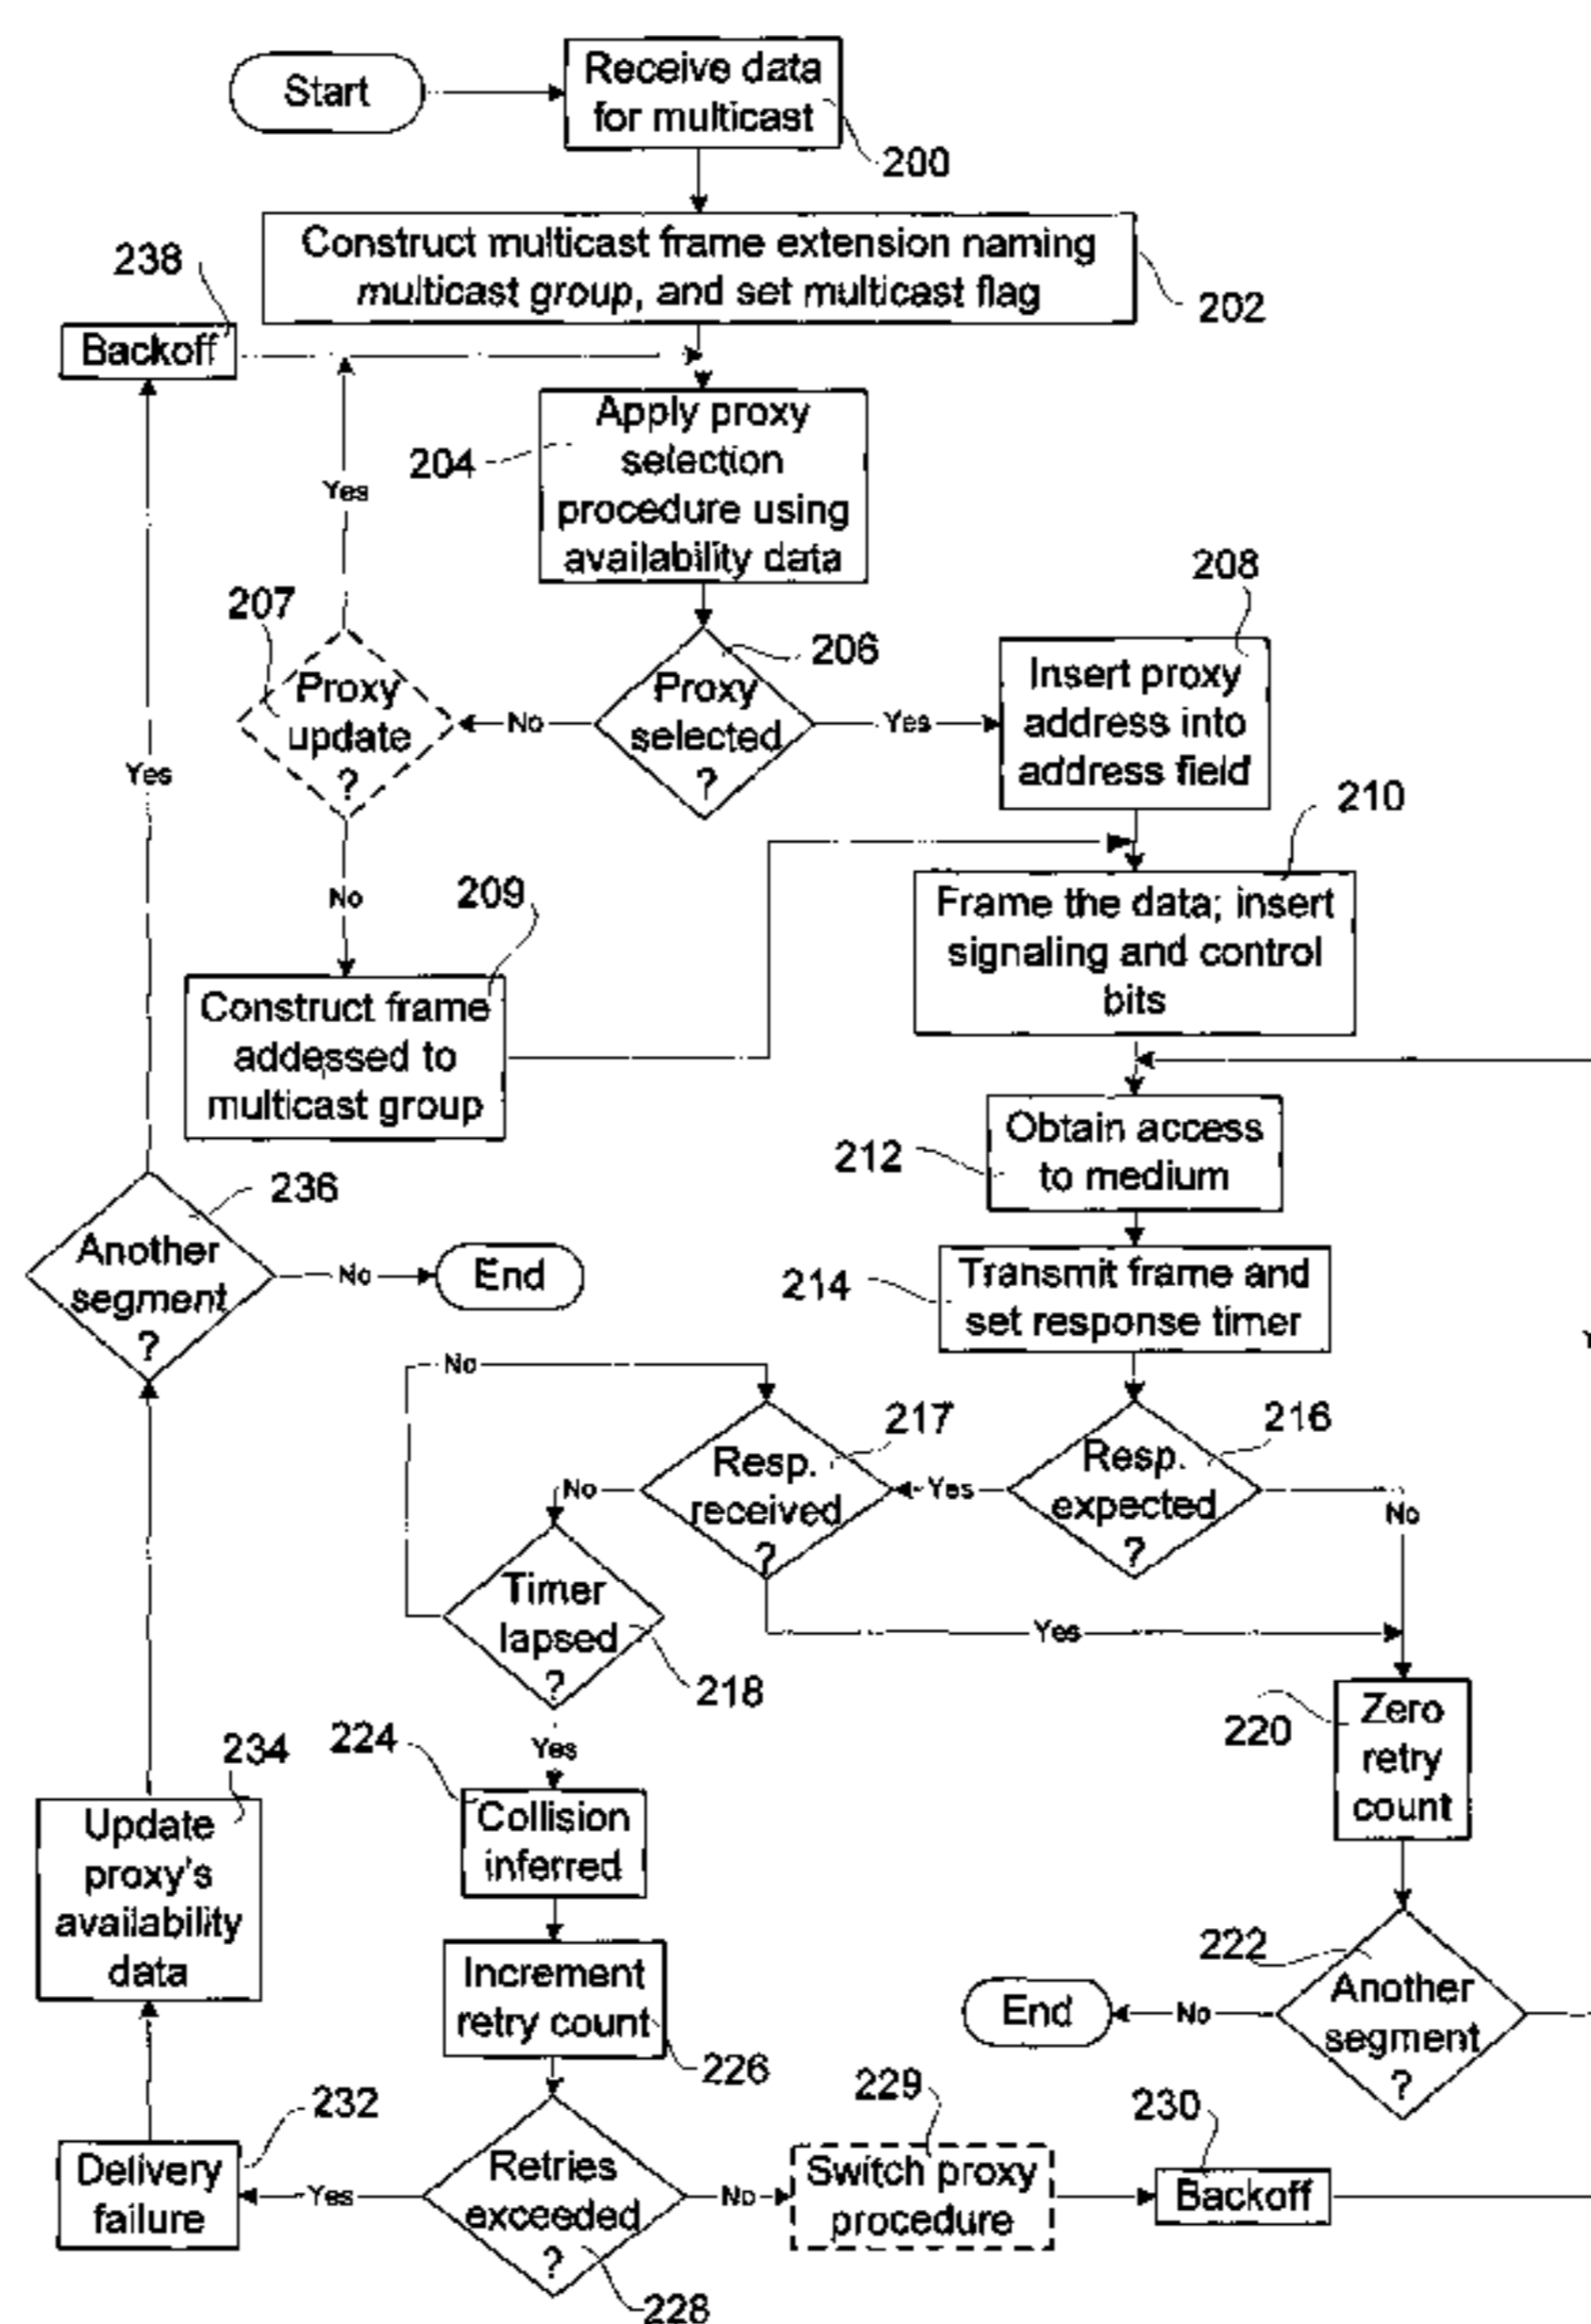 Start
Receive data
for multicast
200
Construct multicast frame extension naming
multicast group, and set multicast flag
202
238
Backoff
Apply proxy
selection
procedure using
availability data
204
Yes
207
Proxy
update
?
No
206
Proxy
selected
?
Yes
208
Insert proxy
address into
address field
210
Frame the data; insert
signaling and control
bits
Yes
No
209
Construct frame
addessed to
multicast group
212
Obtain access
to medium
236
Another
segment
?
No
End
214
Transmit frame and
set response timer
Y
No
217
Resp.
received
?
Yes
216
Resp.
expected
?
No
No
Timer
lapsed
?
218
Yes
Yes
220
Zero
retry
count
224
Collision
inferred
234
Update
proxy's
availability
data
Increment
retry count
226
222
Another
segment
?
No
End
232
Delivery
failure
Yes
Retries
exceeded
?
228
No
229
Switch proxy
procedure
230
Backoff